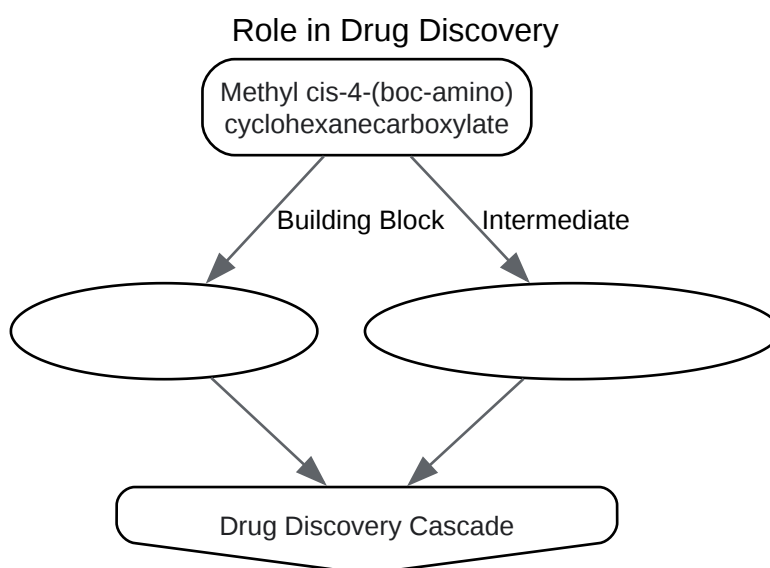 Role in Drug Discovery
Methyl cis-4-(boc-amino)
cyclohexanecarboxylate
Building Block
Intermediate
Drug Discovery Cascade